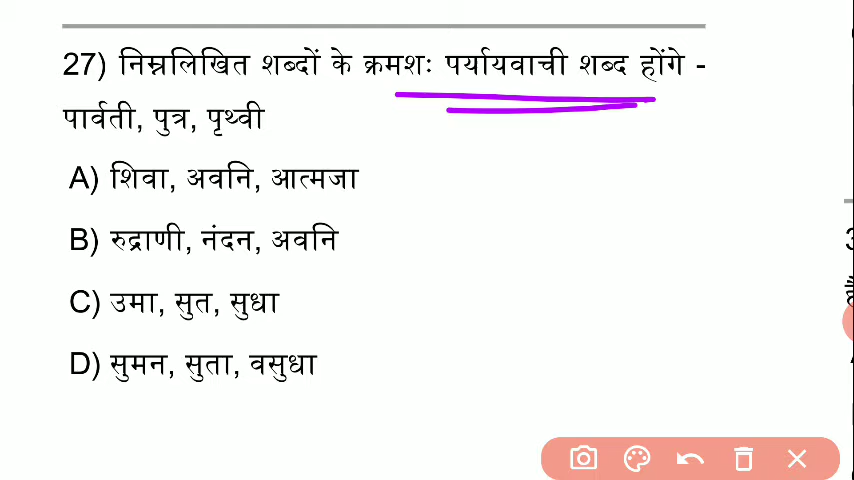 27) निम्नलिखित शब्दों के क्रमशः पर्यायवाची शब्द होंगे -
पार्वती, पुत्र, पृथ्वी
A) शिवा, अवनि, आत्मजा
B) रुद्राणी, नंदन, अवनि
C) उमा, सुत, सुधा
D) सुमन, सुता, वसुधा